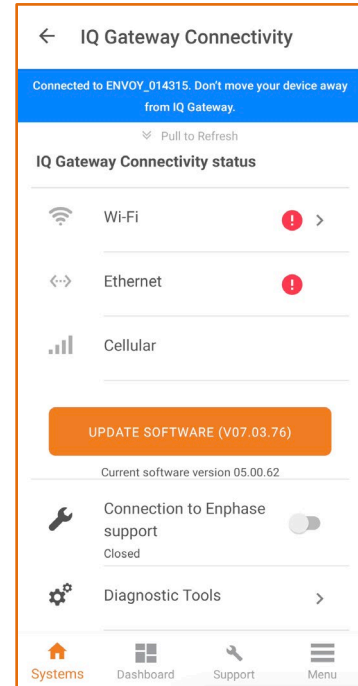 IQ Gateway Connectivity
Connected to ENVOY_014315. Don't move your device away
from IQ Gateway.
Pull to Refresh
IQ Gateway Connectivity status
Wi-Fi
Ethernet
Cellular
UPDATE SOFTWARE (V07.03.76)
Current software version 05.00.62
Connection to Enphase
support
Closed
Diagnostic Tools
Systems Dashboard Support Menu